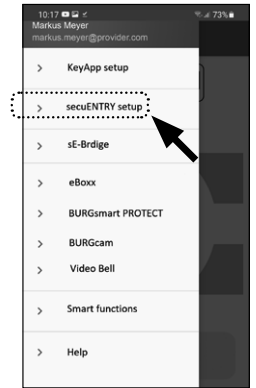 10:17
73%
Markus Meyer
markus.meyer@provider.com
KeyApp setup
secuENTRY setup
sE-Brdige
eBoxx
BURGsmart PROTECT
BURGcam
Video Bell
Smart functions
Help